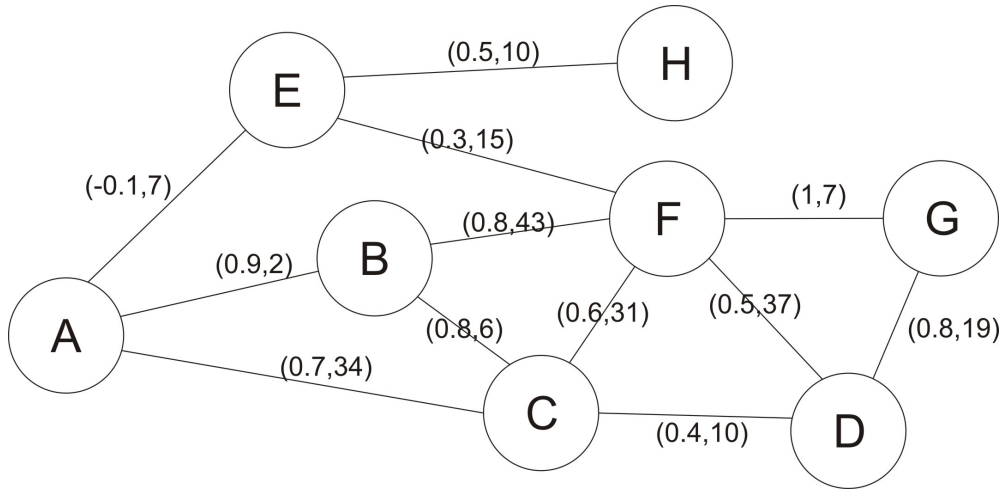 (0.5,10)
H
E
(0.3,15)
(-0.1,7)
(1,7)
F
G
(0.8,43)
B
(0.9,2)
(0.6,31)
(0.5,37)
(0.8,6)
(0.8,19)
A
(0.7,34)
C
D
(0.4,10)